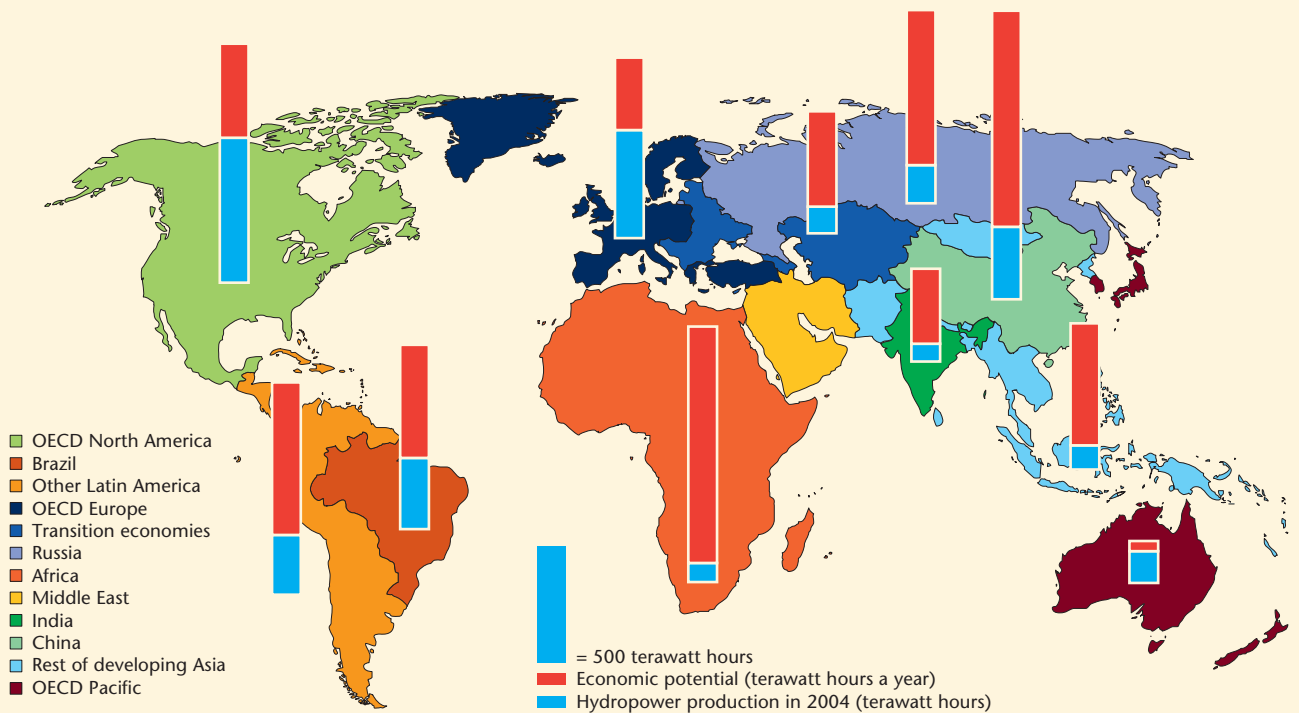 OECD North America
Brazil
Other Latin America
OECD Europe
Transition economies
Russia
Africa
Middle East
India
China
Rest of developing Asia
OECD Pacific
= 500 terawatt hours
Economic potential (terawatt hours a year)
Hydropower production in 2004 (terawatt hours)